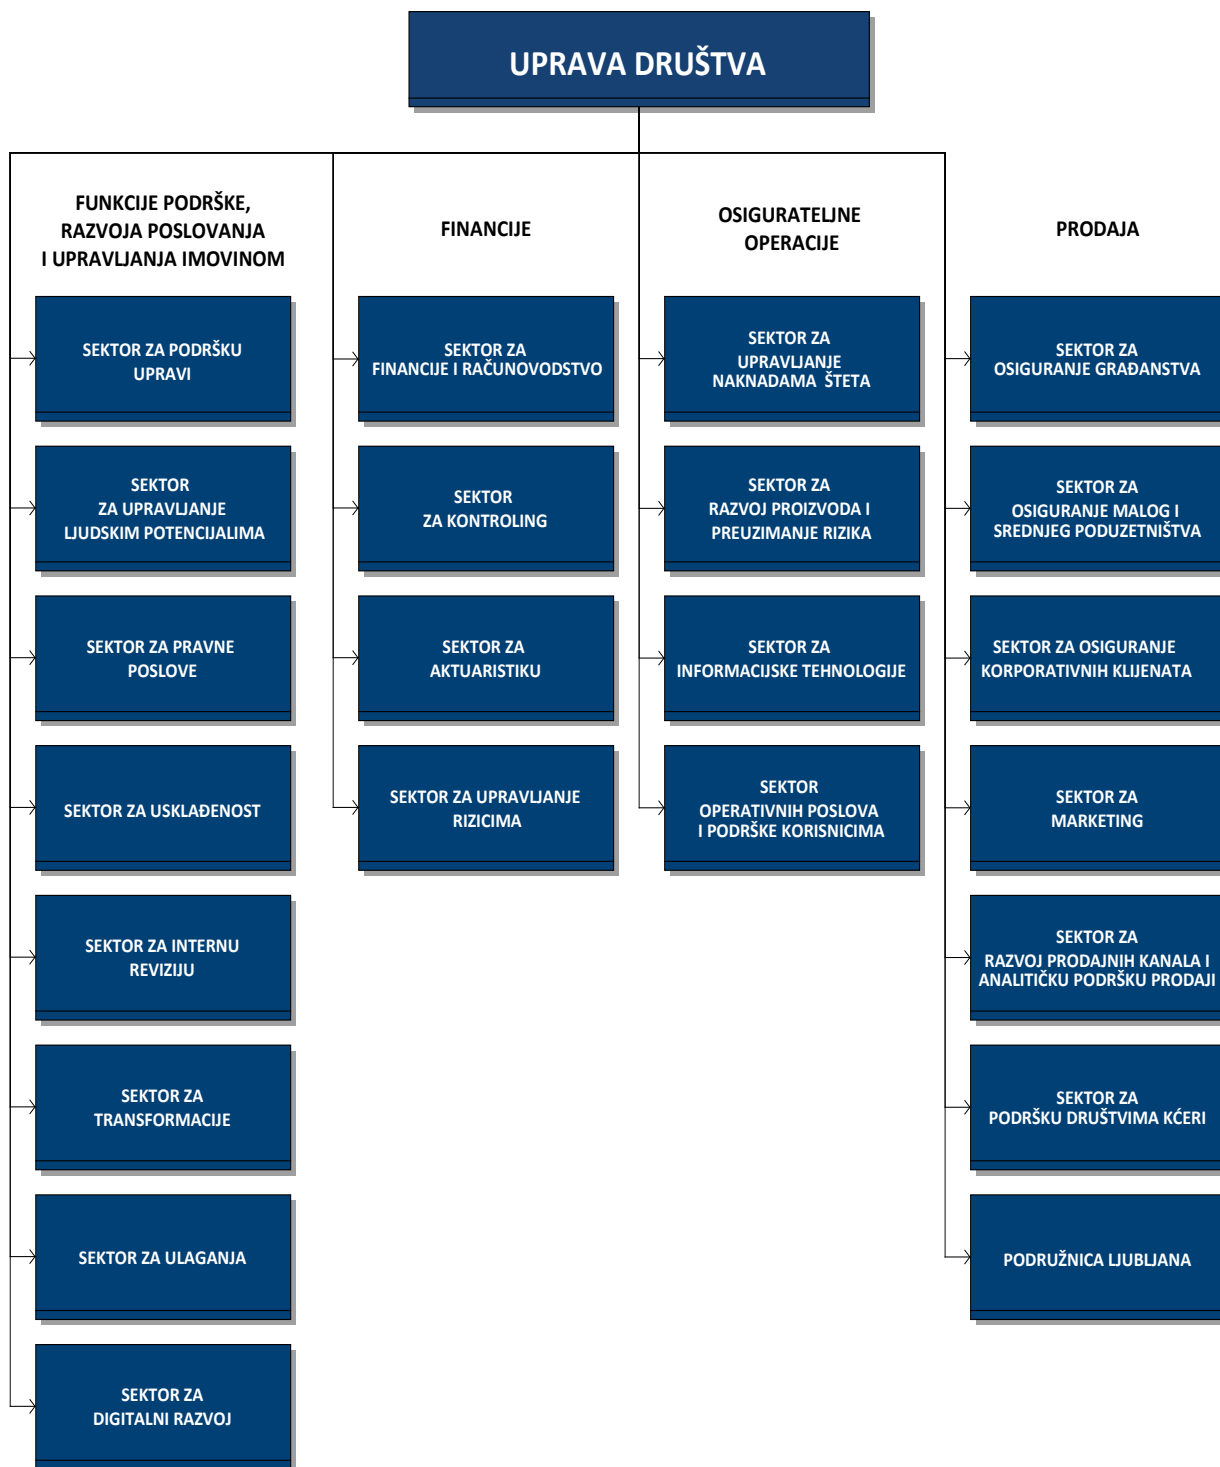 UPRAVA DRUŠTVA
FUNKCIJE PODRŠKE,
RAZVOJA POSLOVANJA
I UPRAVLJANJA IMOVINOM
SEKTOR ZA PODRŠKU
UPRAVI
SEKTOR
ZA UPRAVLJANJE
LJUDSKIM POTENCIJALIMA
SEKTOR ZA PRAVNE
POSLOVE
SEKTOR ZA USKLAĐENOST
SEKTOR ZA INTERNU
REVIZIJU
SEKTOR ZA
TRANSFORMACIJE
SEKTOR ZA ULAGANJA
SEKTOR ZA
DIGITALNI RAZVOJ
FINANCIJE
SEKTOR ZA
FINANCIJE I RAČUNOVODSTVO
SEKTOR
ZA KONTROLING
SEKTOR ZA
AKTUARISTIKU
SEKTOR ZA UPRAVLJANJE
RIZICIMA
OSIGURATELJNE
OPERACIJE
SEKTOR ZA
UPRAVLJANJE
NAKNADAMA ŠTETA
SEKTOR ZA
RAZVOJ PROIZVODA I
PREUZIMANJE RIZIKA
SEKTOR ZA
INFORMACIJSKE TEHNOLOGIJE
SEKTOR
OPERATIVNIH POSLOVA
I PODRŠKE KORISNICIMA
PRODAJA
SEKTOR ZA
OSIGURANJE GRAĐANSTVA
SEKTOR ZA
OSIGURANJE MALOG I
SREDNJEG PODUZETNIŠTVA
SEKTOR ZA OSIGURANJE
KORPORATIVNIH KLIJENATA
SEKTOR ZA
MARKETING
SEKTOR ZA
RAZVOJ PRODAJNIH KANALA I
ANALITIČKU PODRŠKU PRODAJI
SEKTOR ZA
PODRŠKU DRUŠTVIMA KĆERI
PODRUŽNICA LJUBLJANA